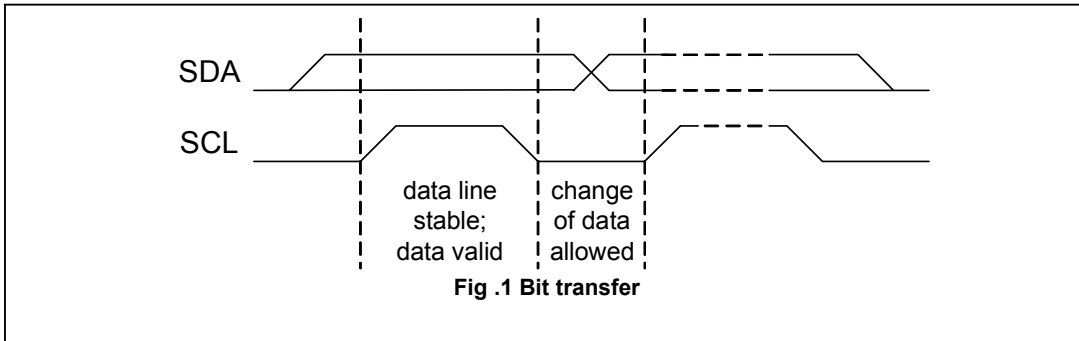 SDA
SCL
data line
stable;
data valid
change
of data
allowed
Fig .1 Bit transfer